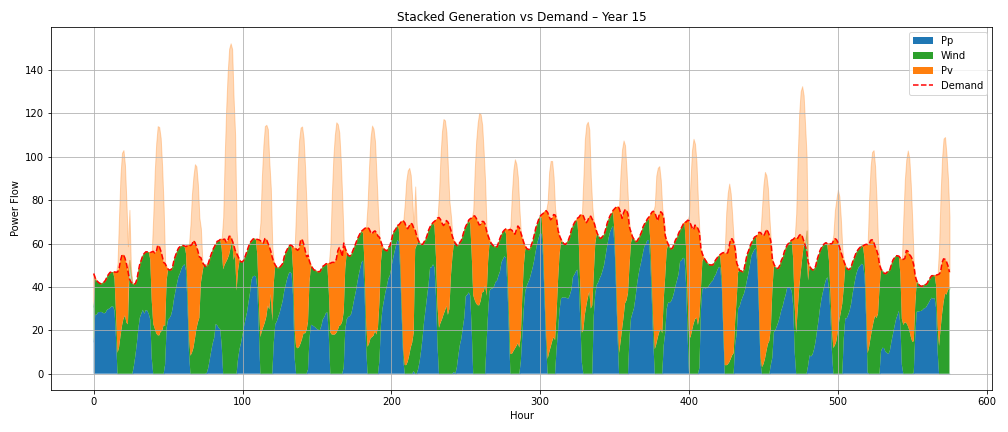 Stacked Generation vs Demand – Year 15
Pp
Wind
Pv
Demand
Power Flow
140
120
100
80
60
40
20
0
0 100 200 300 400 500 600
Hour